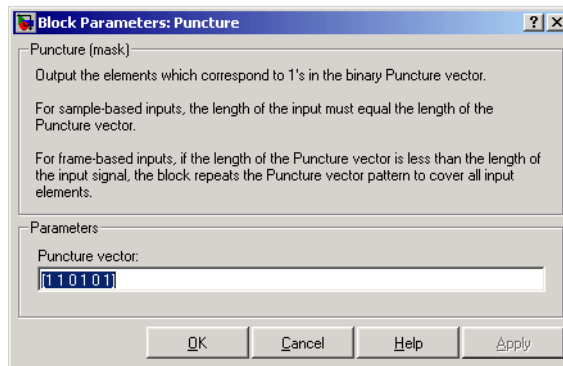 Block Parameters: Puncture
Puncture (mask)
Output the elements which correspond to 1's in the binary Puncture vector.
For sample-based inputs, the length of the input must equal the length of the
Puncture vector.
For frame-based inputs, if the length of the Puncture vector is less than the length of
the input signal, the block repeats the Puncture vector pattern to cover all input
elements.
Parameters
Puncture vector:
[1 1 0 1 0 1]
OK Cancel Help Apply